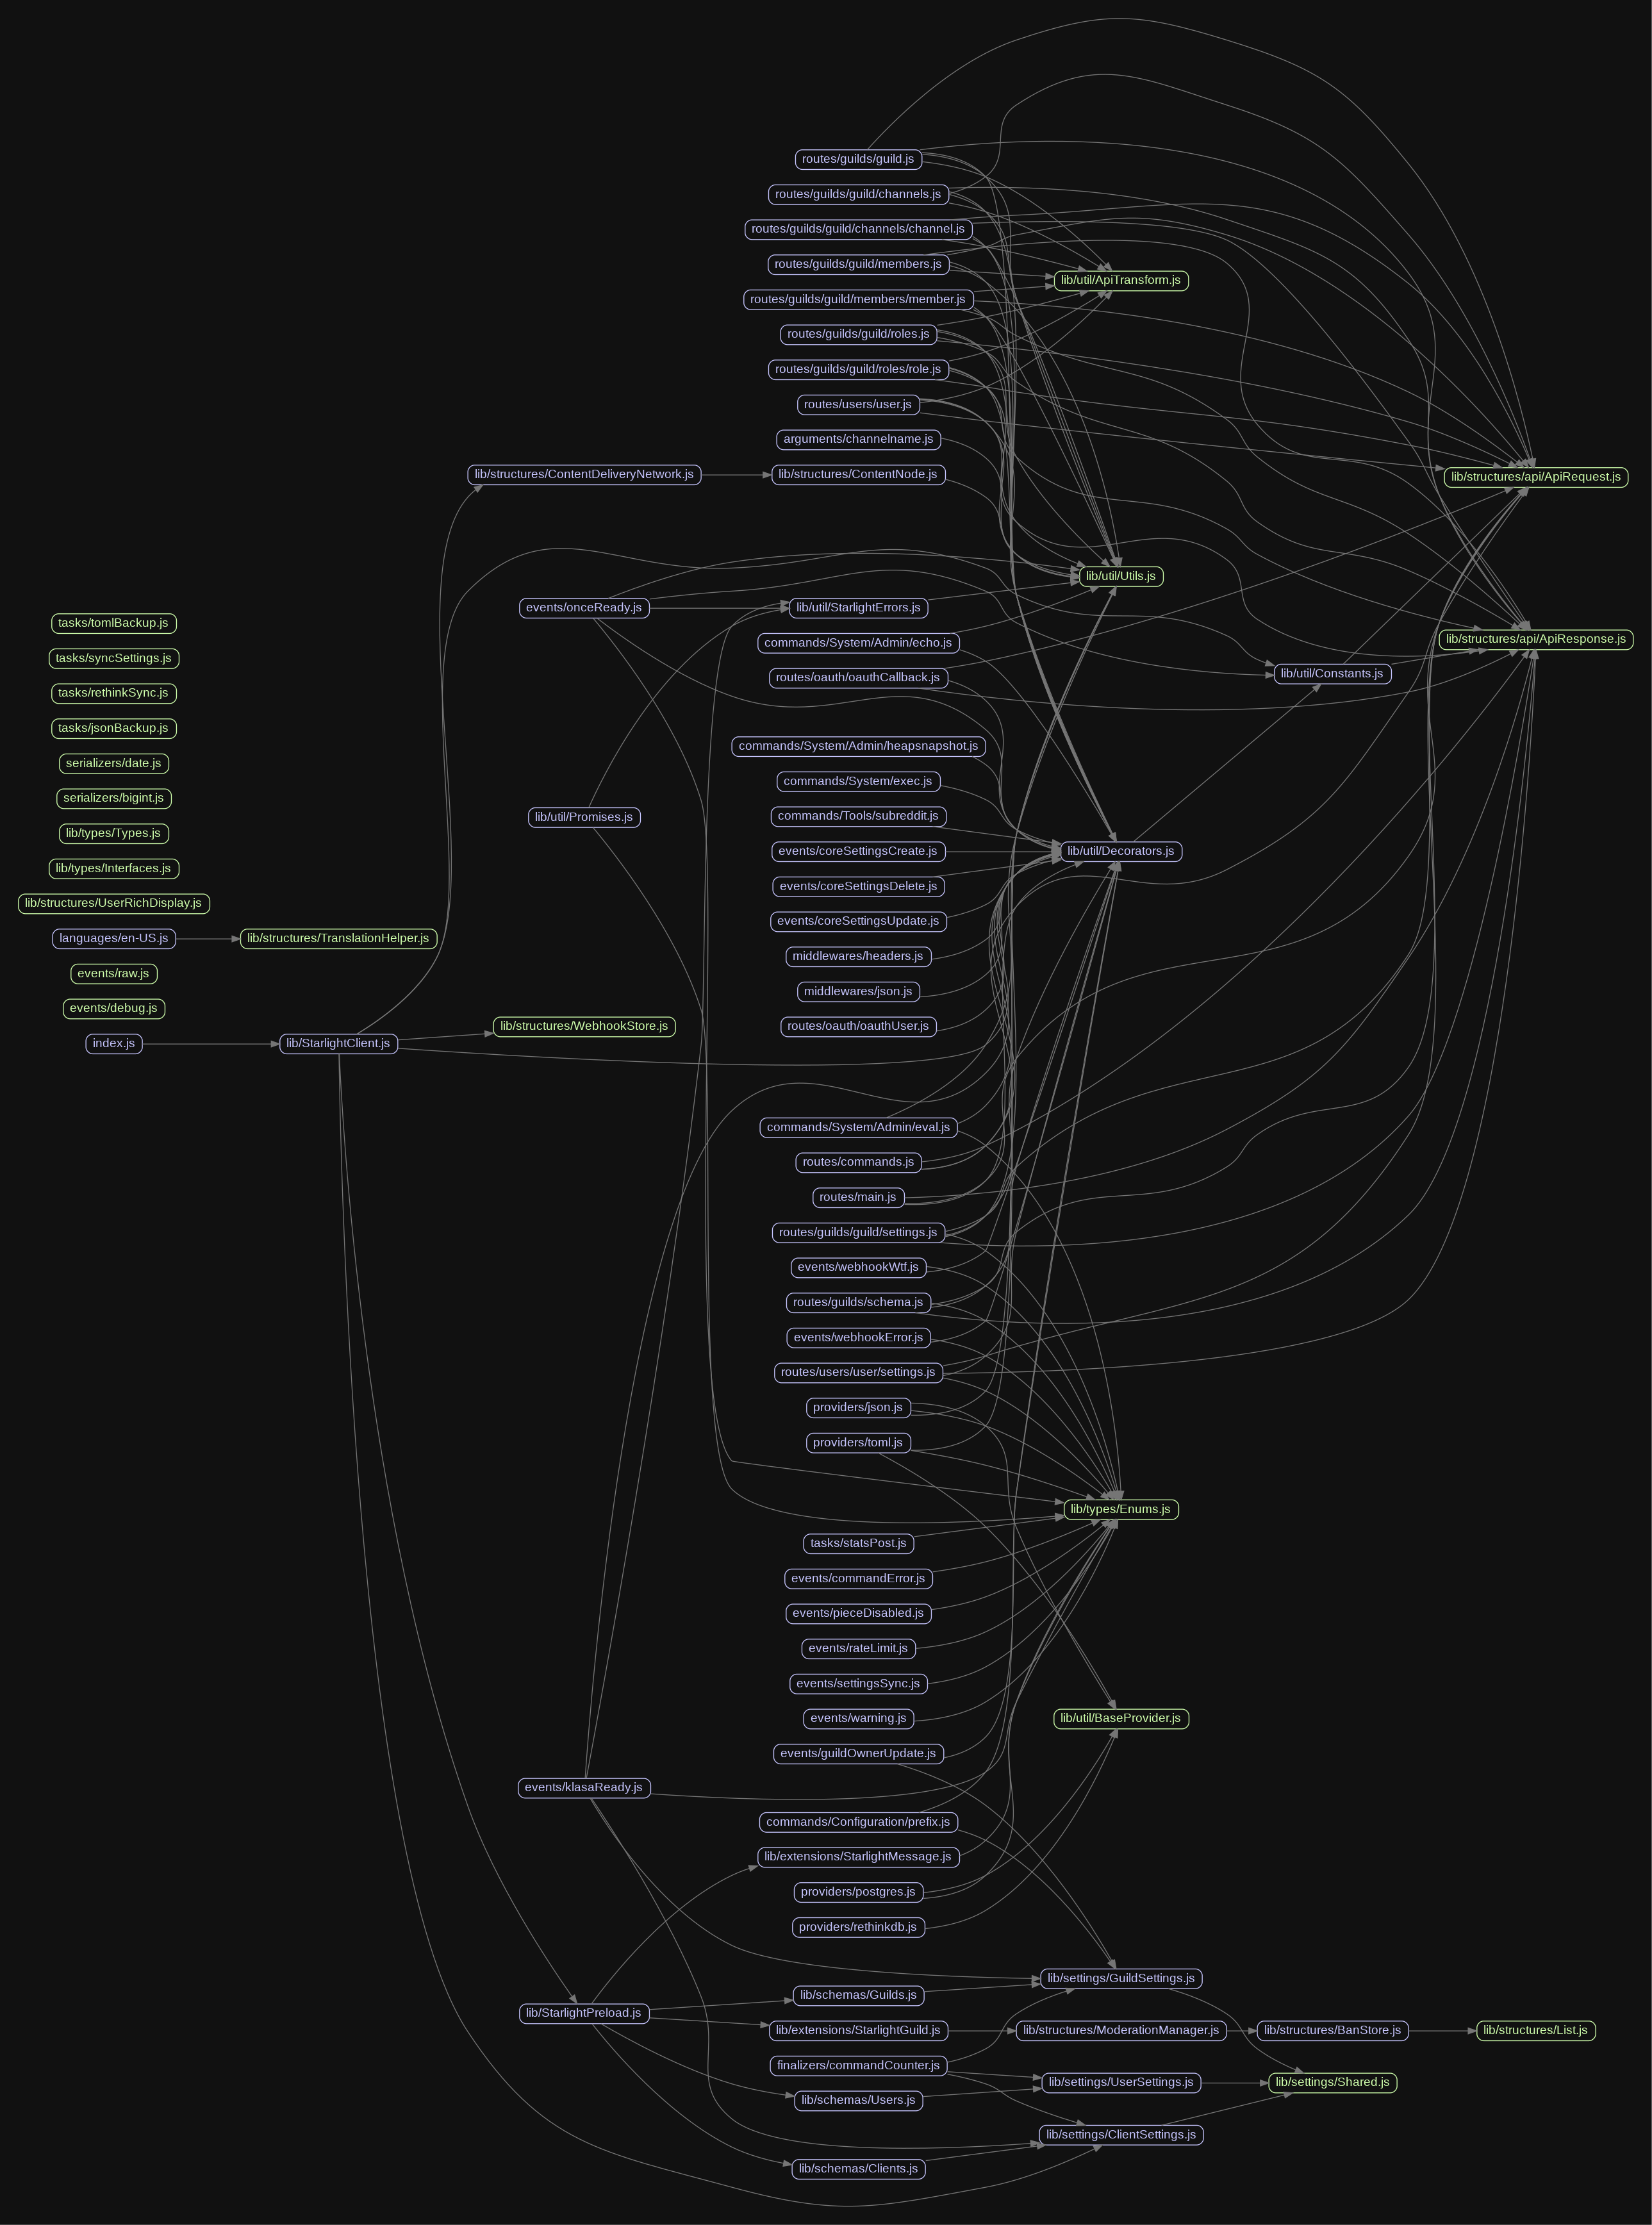 routes/guilds/guild.js
routes/guilds/guild/channels.js
routes/guilds/guild/channels/channel.js
routes/guilds/guild/members.js
lib/util/ApiTransform.js
routes/guilds/guild/members/member.js
routes/guilds/guild/roles.js
routes/guilds/guild/roles/role.js
routes/users/user.js
arguments/channelname.js
lib/structures/ContentDeliveryNetwork.js
lib/structures/ContentNode.js
lib/structures/api/ApiRequest.js
lib/util/Utils.js
events/onceReady.js
lib/util/StarlightErrors.js
tasks/tomlBackup.js
commands/System/Admin/echo.js
lib/structures/api/ApiResponse.js
tasks/syncSettings.js
routes/oauth/oauthCallback.js
lib/util/Constants.js
tasks/rethinkSync.js
tasks/jsonBackup.js
commands/System/Admin/heapsnapshot.js
serializers/date.js
commands/System/exec.js
serializers/bigint.js
lib/util/Promises.js
commands/Tools/subreddit.js
lib/types/Types.js
events/coreSettingsCreate.js
lib/util/Decorators.js
lib/types/Interfaces.js
events/coreSettingsDelete.js
lib/structures/UserRichDisplay.js
events/coreSettingsUpdate.js
languages/en-US.js
lib/structures/TranslationHelper.js
middlewares/headers.js
events/raw.js
middlewares/json.js
events/debug.js
lib/structures/WebhookStore.js
routes/oauth/oauthUser.js
index.js
lib/StarlightClient.js
commands/System/Admin/eval.js
routes/commands.js
routes/main.js
routes/guilds/guild/settings.js
events/webhookWtf.js
routes/guilds/schema.js
events/webhookError.js
routes/users/user/settings.js
providers/json.js
providers/toml.js
lib/types/Enums.js
tasks/statsPost.js
events/commandError.js
events/pieceDisabled.js
events/rateLimit.js
events/settingsSync.js
events/warning.js
lib/util/BaseProvider.js
events/guildOwnerUpdate.js
events/klasaReady.js
commands/Configuration/prefix.js
lib/extensions/StarlightMessage.js
providers/postgres.js
providers/rethinkdb.js
lib/settings/GuildSettings.js
lib/schemas/Guilds.js
lib/StarlightPreload.js
lib/extensions/StarlightGuild.js
lib/structures/ModerationManager.js
lib/structures/BanStore.js
lib/structures/List.js
finalizers/commandCounter.js
lib/settings/UserSettings.js
lib/settings/Shared.js
lib/schemas/Users.js
lib/settings/ClientSettings.js
lib/schemas/Clients.js